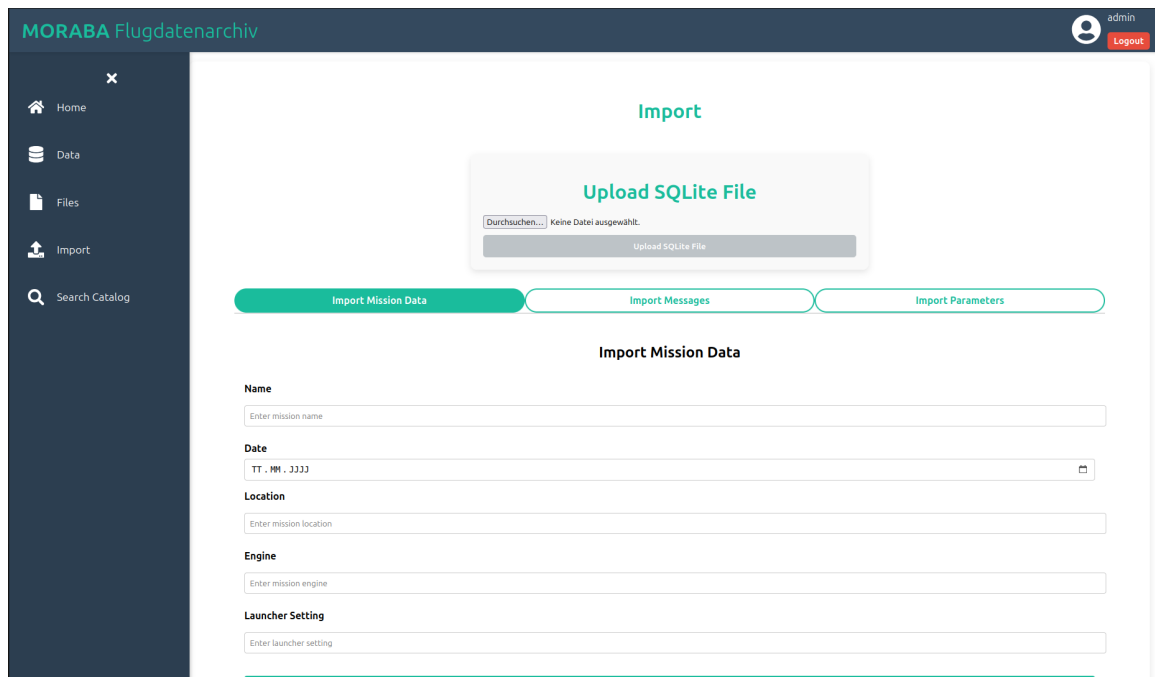 MORABA Flugdatenarchiv
admin
Logout
Home
Data
Files
Import
Search Catalog
Import
Upload SQLite File
Durchsuchen... Keine Datei ausgewählt.
Upload SQLite File
Import Mission Data
Import Messages
Import Parameters
Import Mission Data
Name
Enter mission name
Date
TT.MM.JJJJ
Location
Enter mission location
Engine
Enter mission engine
Launcher Setting
Enter launcher setting